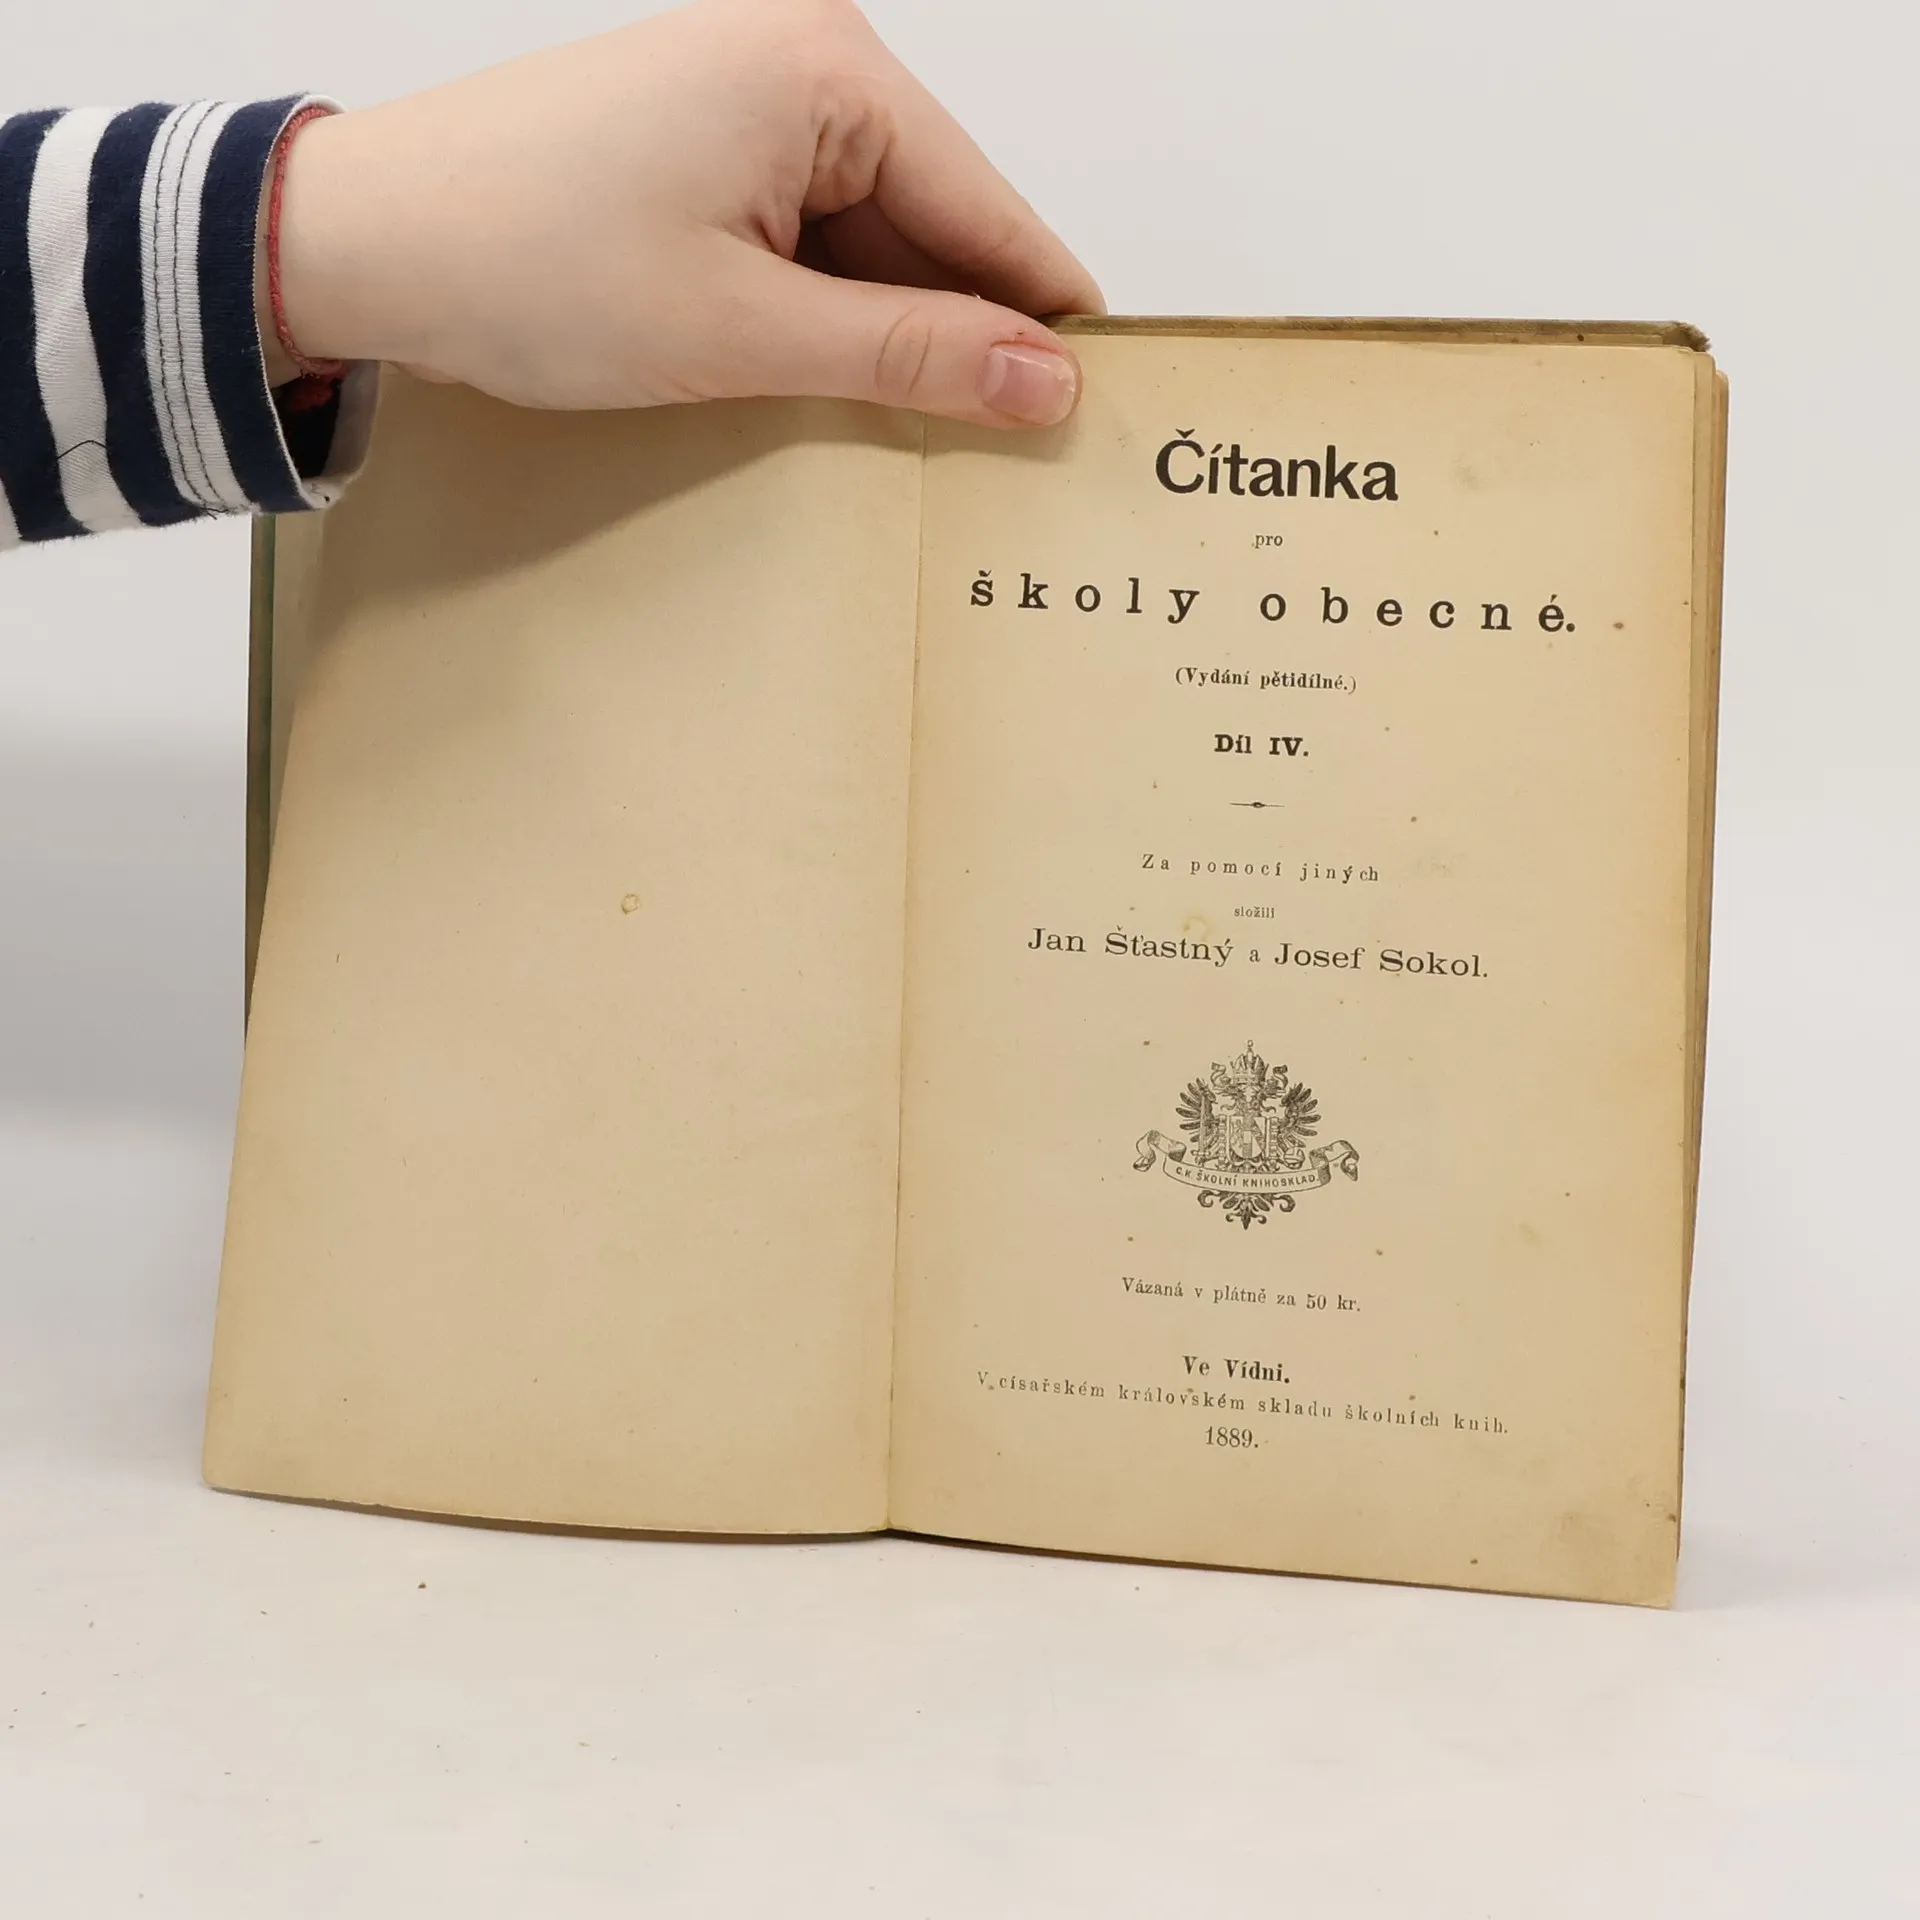 Čítanka
pro
školy obecné.
(Vydání pětidílné.)
Díl IV.
Za pomocí jiných
složili
Jan Šťastný a Josef Sokol.
C. K. ŠKOLNÍ KNIHOSKLAD.
Vázaná v plátně za 50 kr.
Ve Vídni.
V císařském královském skladu školních knih.
1889.